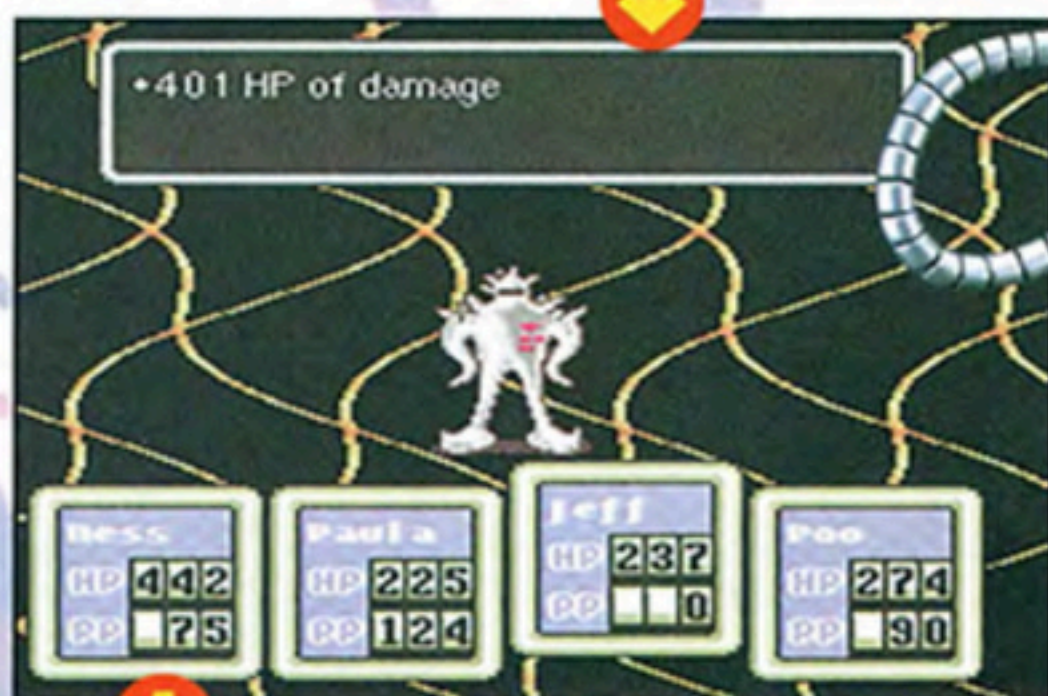 •401 HP of damage
Ness
HP 442
PP 75
Paula
HP 225
PP 124
Jeff
HP 237
PP 0
Poo
HP 274
PP 90